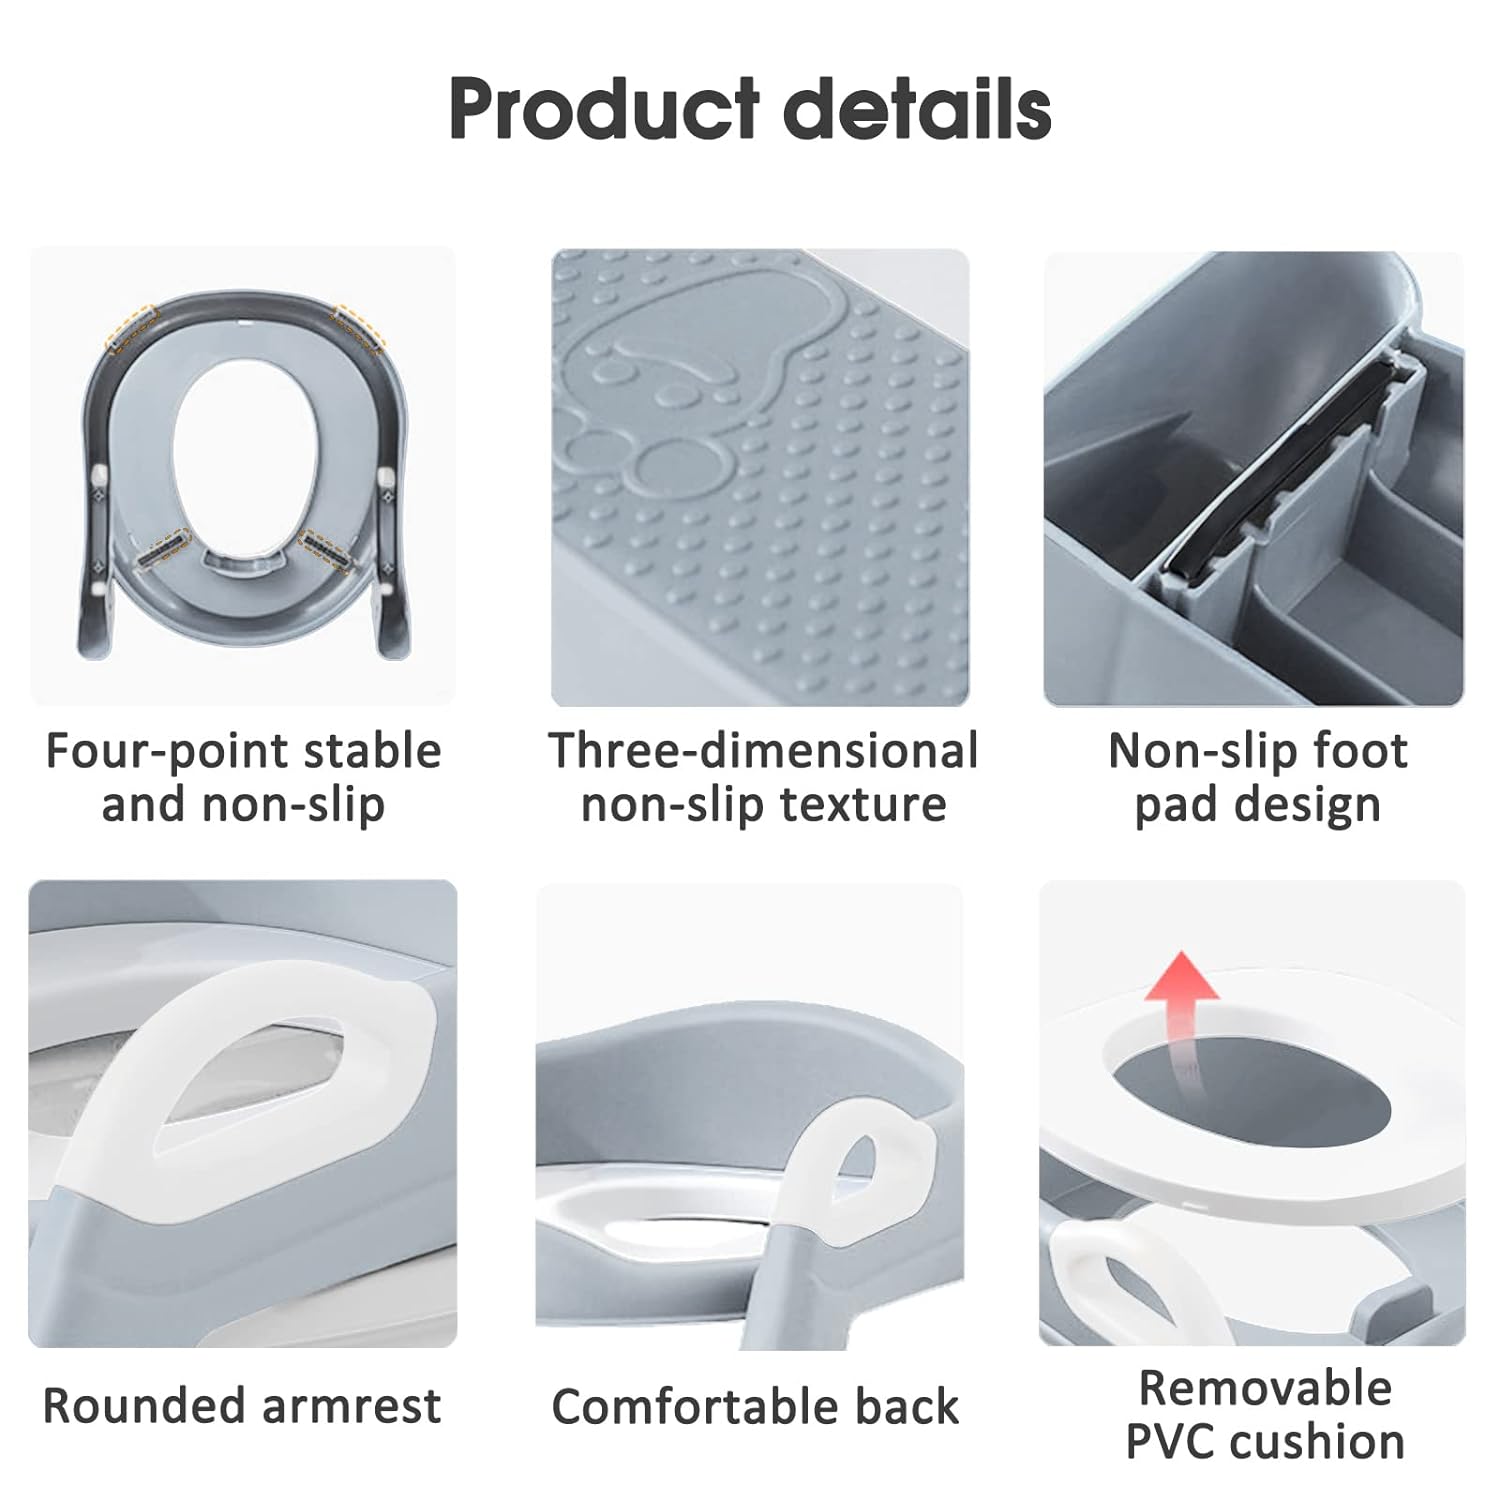 Product details
Four-point stable
and non-slip
Three-dimensional
non-slip texture
Non-slip foot
pad design
Rounded armrest
Comfortable back
Removable
PVC cushion